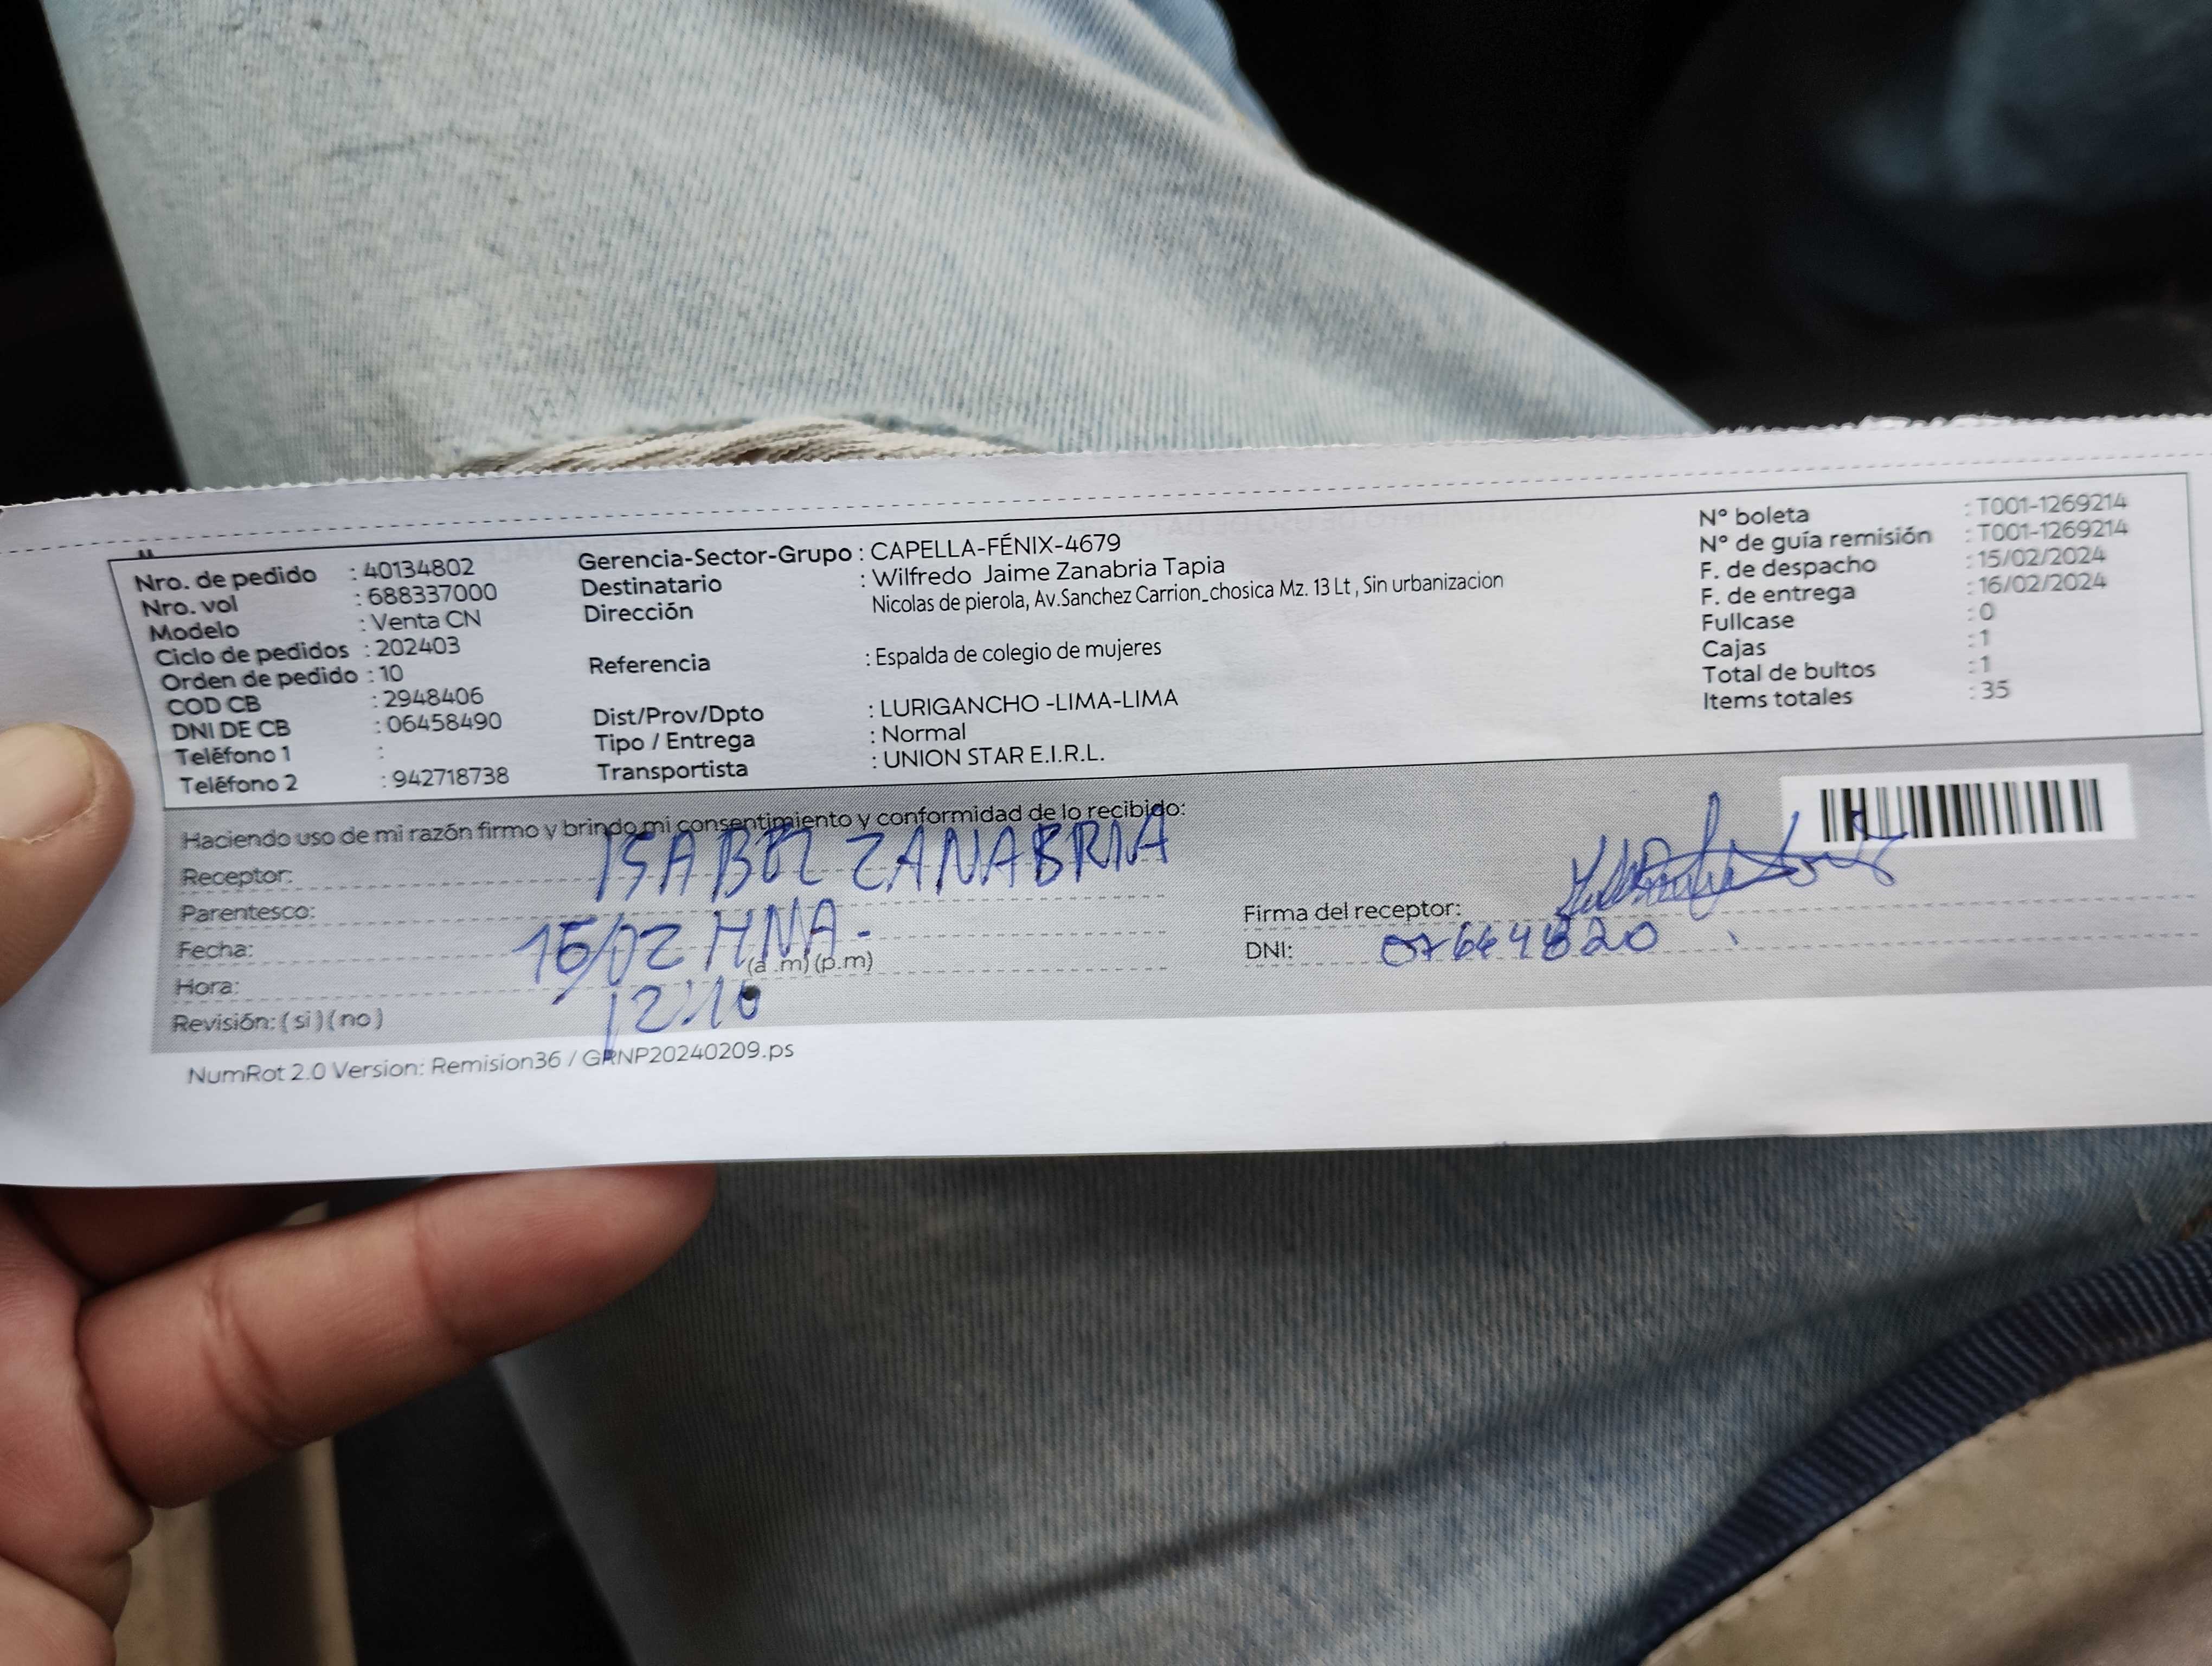 Nro. de pedido : 40134802
Nro. vol : 688337000
Modelo : Venta CN
Ciclo de pedidos : 202403
Orden de pedido : 10
COD CB : 2948406
DNI DE CB : 06458490
Teléfono 1 :
Teléfono 2 : 942718738
Gerencia-Sector-Grupo : CAPELLA-FÉNIX-4679
Destinatario : Wilfredo Jaime Zanabria Tapia
Dirección Nicolas de pierola, Av.Sanchez Carrion_chosica Mz. 13 Lt , Sin urbanizacion
Referencia : Espalda de colegio de mujeres
Dist/Prov/Dpto : LURIGANCHO -LIMA-LIMA
Tipo / Entrega : Normal
Transportista : UNION STAR E.I.R.L.
N° boleta : T001-1269214
N° de guía remisión : T001-1269214
F. de despacho : 15/02/2024
F. de entrega : 16/02/2024
Fullcase : 0
Cajas : 1
Total de bultos : 1
Items totales : 35
Haciendo uso de mi razón firmo y brindo mi consentimiento y conformidad de lo recibido:
Receptor: ISABEL ZANABRIA
Parentesco: HNA-
Fecha: 16/02
Hora: 12:10 (a .m) (p.m)
Revisión: ( si ) ( no )
Firma del receptor:
DNI: 07644820
NumRot 2.0 Version: Remision36 / GRNP20240209.ps